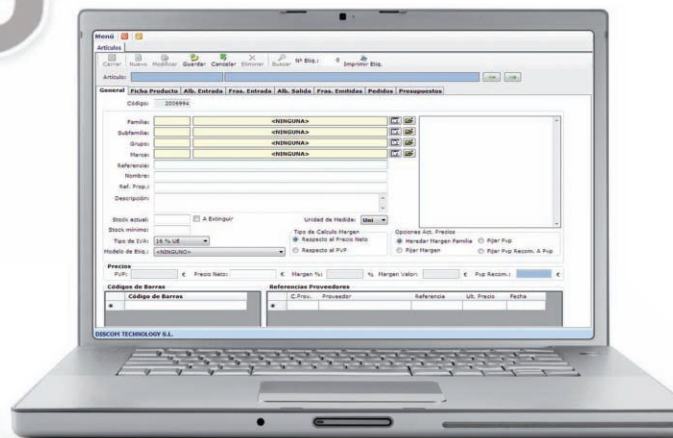 Menú
Artículos
Cerrar Nuevo Modificar Guardar Cancelar Eliminar Buscar Nº Etiq.: Imprimir Etiq.
Artículo:
General Ficha Producto Alb. Entrada Fras. Entrada Alb. Salida Fras. Emitidas Pedidos Presupuestos
Código: 2006994
Familia: <NINGUNA>
Subfamilia: <NINGUNA>
Grupo: <NINGUNA>
Marca: <NINGUNA>
Referencia:
Nombre:
Ref. Prop.:
Descripción:
Stock actual: A Extinguir Unidad de Medida: Uni
Stock mínimo: Tipo de Calculo Margen Opciones Act. Precios
Tipo de IVA: 16 % UE Respecto al Precio Neto Heredar Margen Familia Fijar Pvp
Modelo de Etiq.: <NINGUNO> Respecto al PVP Fijar Margen Fijar Pvp Recom. A Pvp
Precios
PVP: € Precio Neto: € Margen %: % Margen Valor: € Pvp Recom.: €
Códigos de Barras Referencias Proveedores
Código de Barras C.Prov. Proveedor Referencia Ult. Precio Fecha
DISCOM TECHNOLOGY S.L.